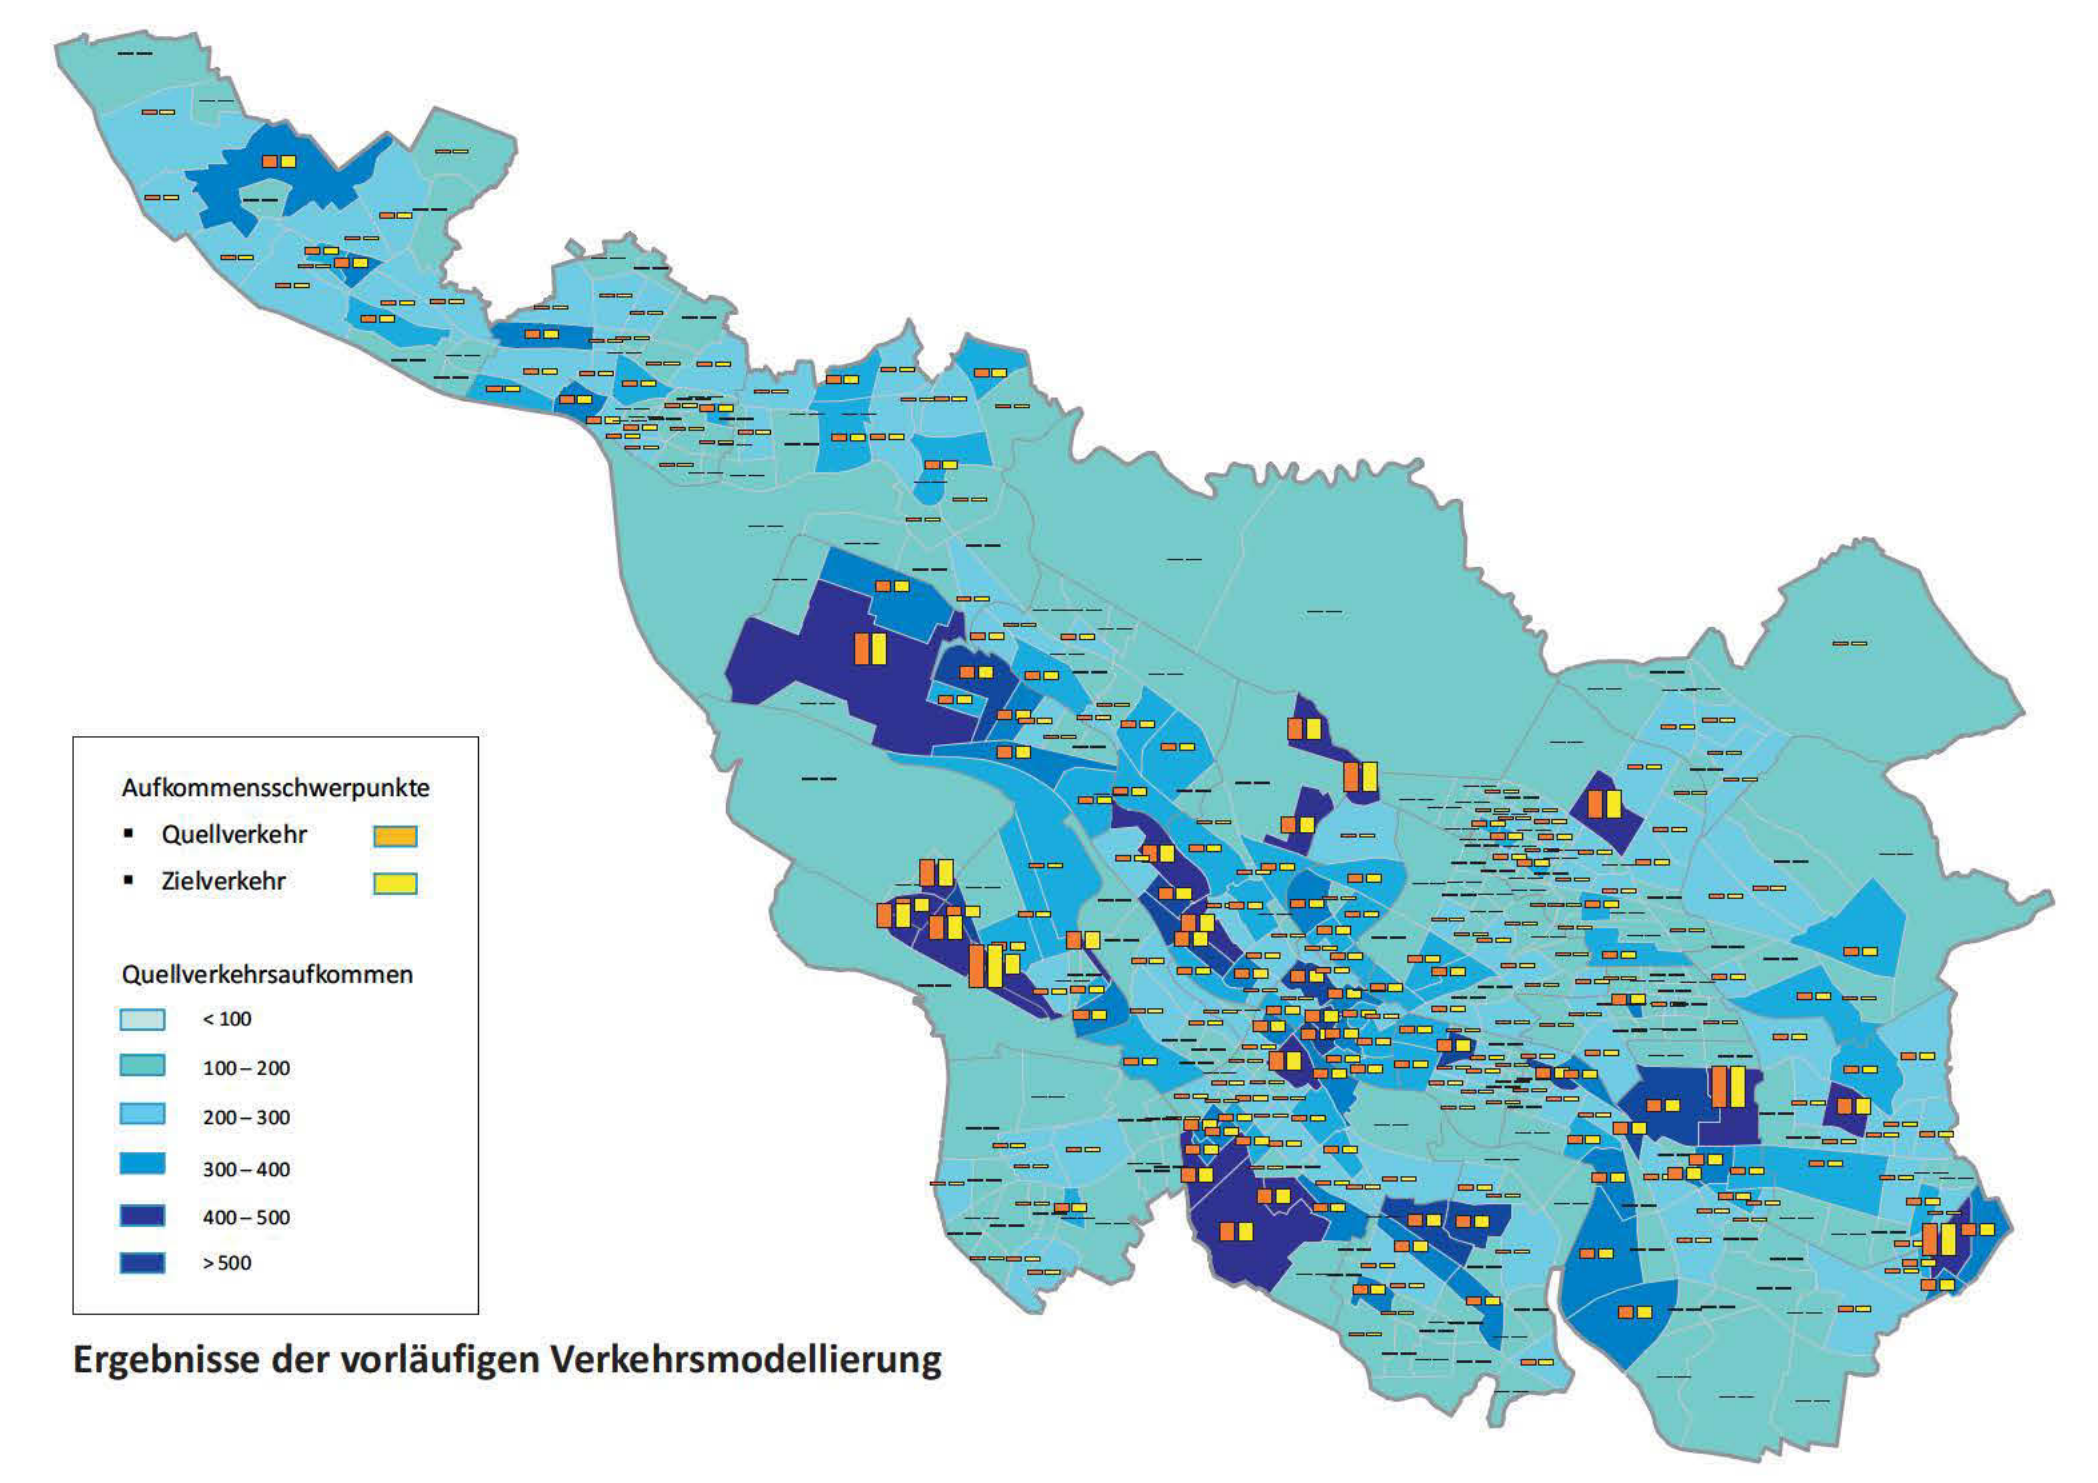 Aufkommensschwerpunkte
▪ Quellverkehr
▪ Zielverkehr
Quellverkehrsaufkommen
< 100
100 – 200
200 – 300
300 – 400
400 – 500
> 500
Ergebnisse der vorläufigen Verkehrsmodellierung